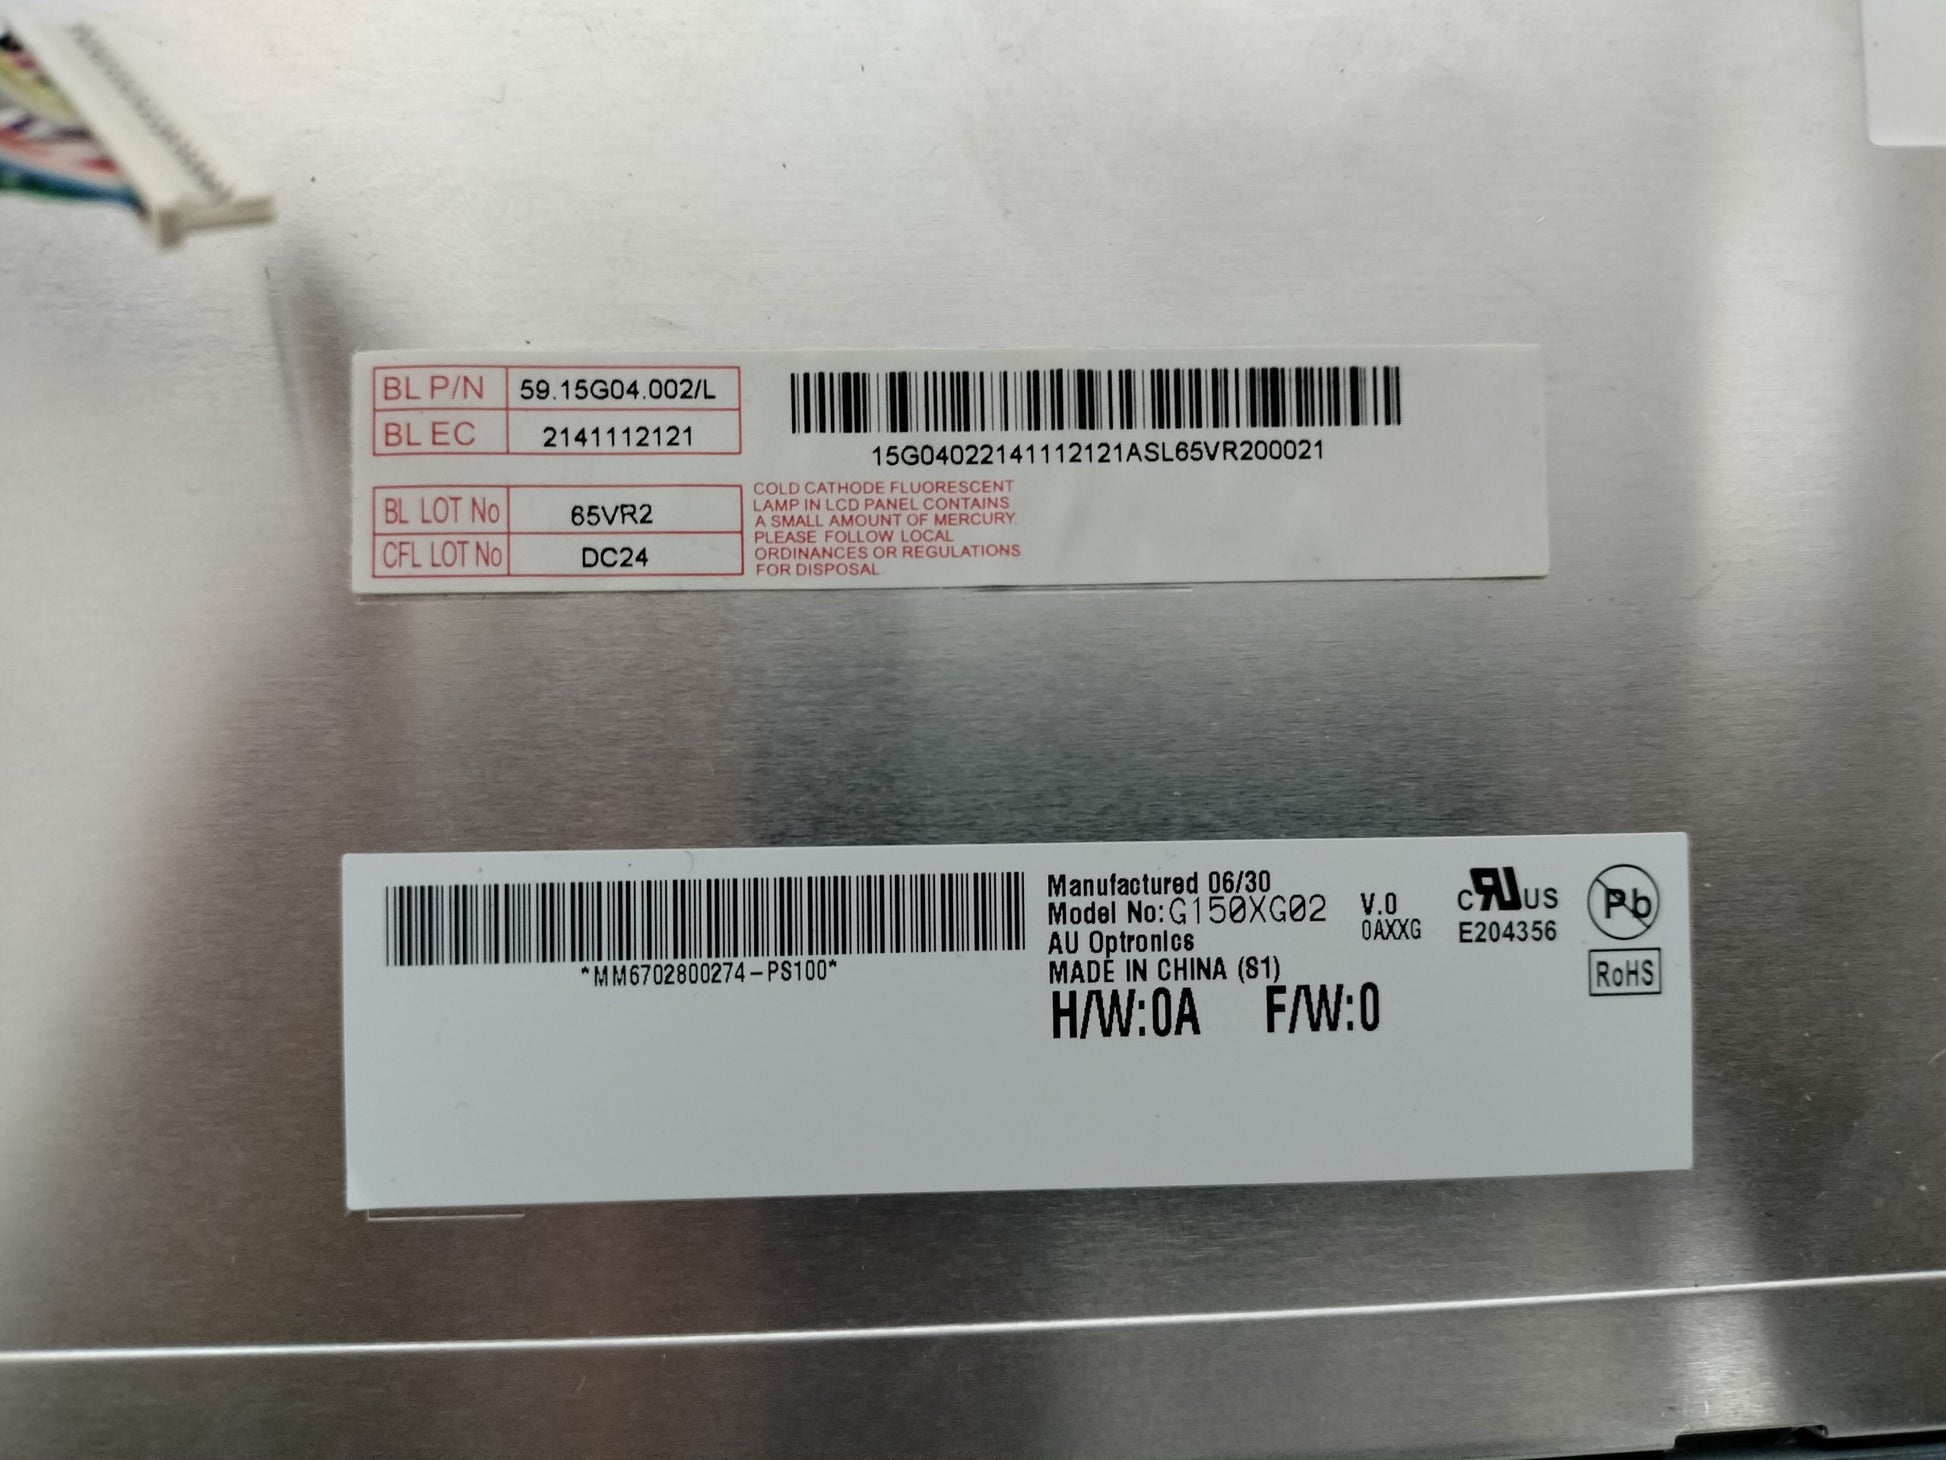 BL P/N 59.15G04.002/L
BL EC 2141112121
15G04022141112121ASL65VR200021
BL LOT No 65VR2
CFL LOT No DC24
COLD CATHODE FLUORESCENT
LAMP IN LCD PANEL CONTAINS
A SMALL AMOUNT OF MERCURY.
PLEASE FOLLOW LOCAL
ORDINANCES OR REGULATIONS
FOR DISPOSAL.
*MM6702800274-PS100*
Manufactured 06/30
Model No:G150XG02 V.0
0AXXG
AU Optronics
MADE IN CHINA (S1)
H/W:0A F/W:0
c RU US
E204356
Pb
RoHS